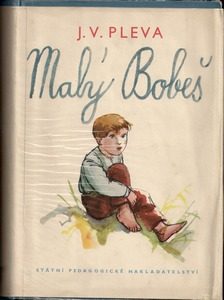 J. V. PLEVA
Malý Bobeš
STÁTNÍ PEDAGOGICKÉ NAKLADATELSTVÍ